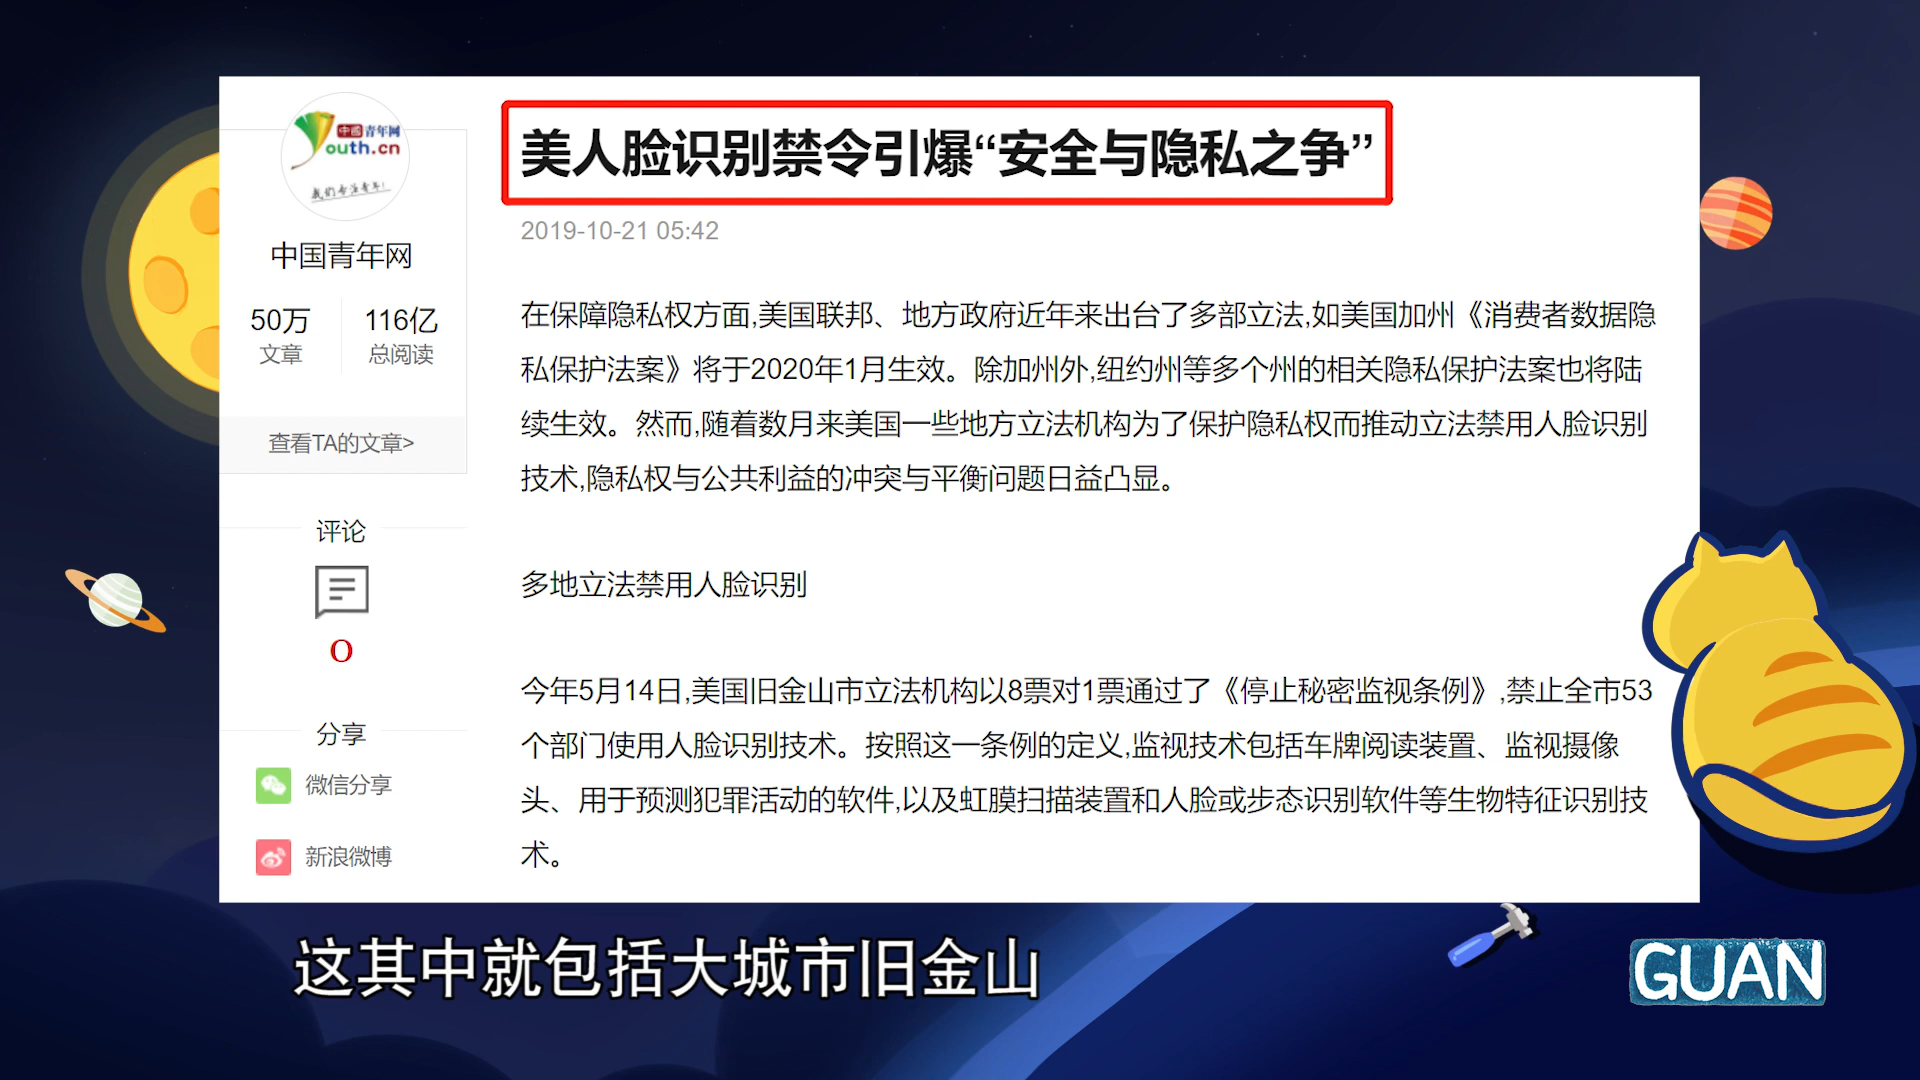 中國青年网
outh.cn
我们专注青年!
中国青年网
50万
文章
116亿
总阅读
查看TA的文章>
评论
0
分享
微信分享
新浪微博
美人脸识别禁令引爆“安全与隐私之争”
2019-10-21 05:42
在保障隐私权方面,美国联邦、地方政府近年来出台了多部立法,如美国加州《消费者数据隐
私保护法案》将于2020年1月生效。除加州外,纽约州等多个州的相关隐私保护法案也将陆
续生效。然而,随着数月来美国一些地方立法机构为了保护隐私权而推动立法禁用人脸识别
技术,隐私权与公共利益的冲突与平衡问题日益凸显。
多地立法禁用人脸识别
今年5月14日,美国旧金山市立法机构以8票对1票通过了《停止秘密监视条例》,禁止全市53
个部门使用人脸识别技术。按照这一条例的定义,监视技术包括车牌阅读装置、监视摄像
头、用于预测犯罪活动的软件,以及虹膜扫描装置和人脸或步态识别软件等生物特征识别技
术。
这其中就包括大城市旧金山
GUAN